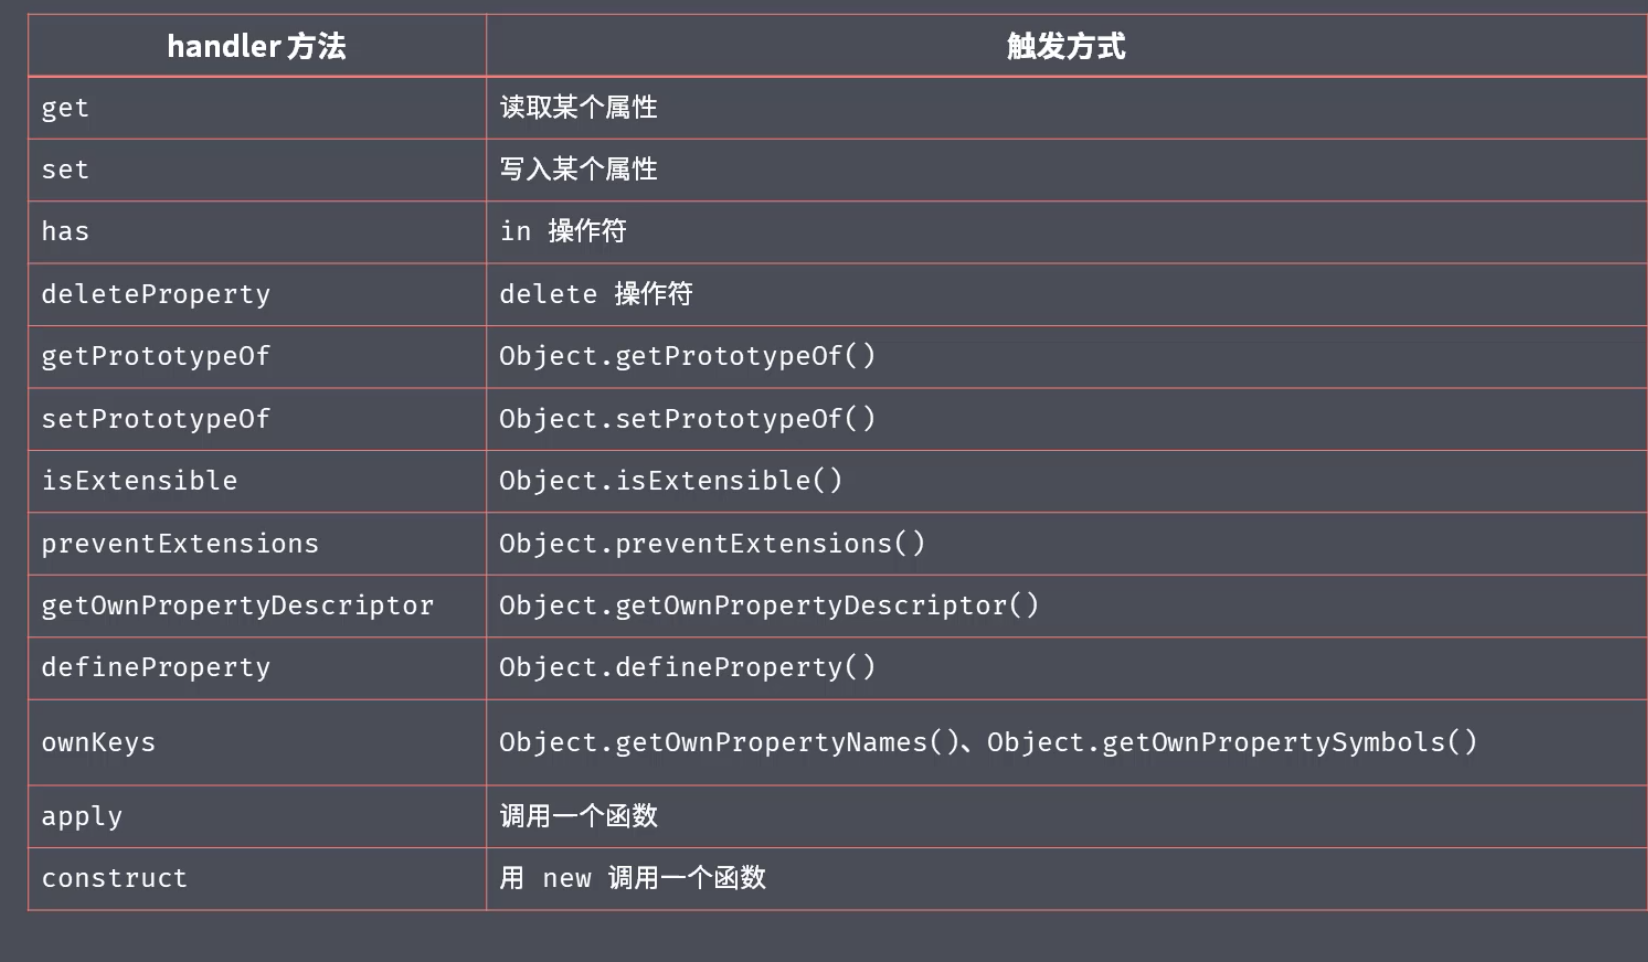 handler 方法 触发方式
get 读取某个属性
set 写入某个属性
has in 操作符
deleteProperty delete 操作符
getPrototypeOf Object.getPrototypeOf()
setPrototypeOf Object.setPrototypeOf()
isExtensible Object.isExtensible()
preventExtensions Object.preventExtensions()
getOwnPropertyDescriptor Object.getOwnPropertyDescriptor()
defineProperty Object.defineProperty()
ownKeys Object.getOwnPropertyNames()、Object.getOwnPropertySymbols()
apply 调用一个函数
construct 用 new 调用一个函数